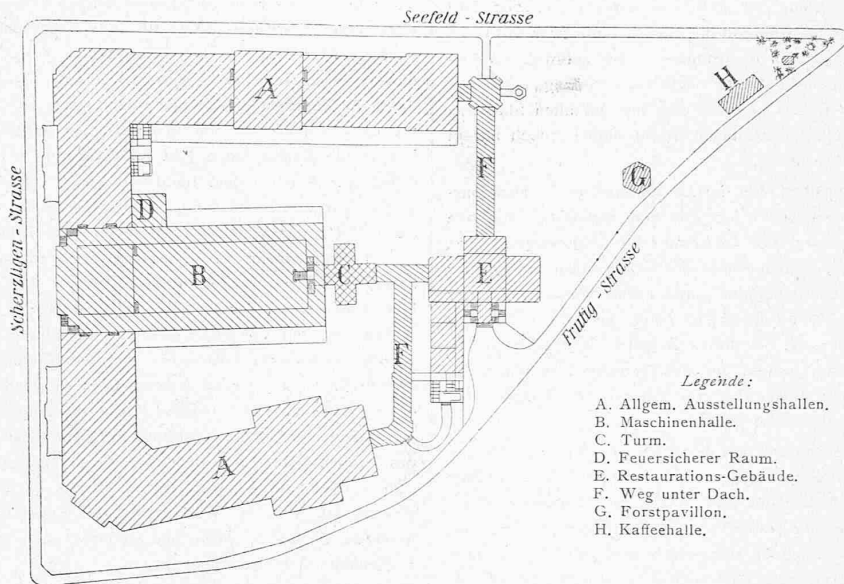 Seefeld - Strasse
A
H
F
G
D
Scherzligen - Strasse
B
C
E
Frutig - Strasse
F
A
Legende:
A. Allgem. Ausstellungshallen.
B. Maschinenhalle.
C. Turm.
D. Feuersicherer Raum.
E. Restaurations-Gebäude.
F. Weg unter Dach.
G. Forstpavillon.
H. Kaffeehalle.